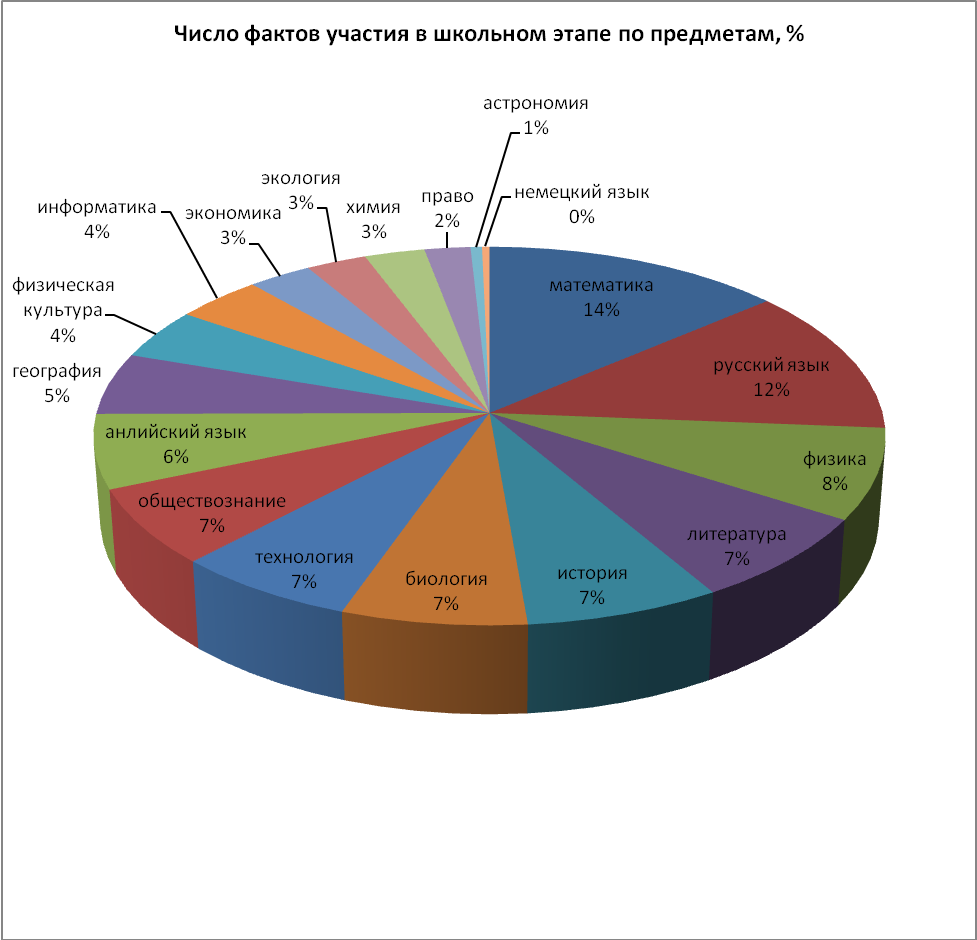 Число фактов участия в школьном этапе по предметам, %
астрономия
1%
немецкий язык
0%
право
2%
химия
3%
экология
3%
экономика
3%
информатика
4%
физическая
культура
4%
география
5%
анлийский язык
6%
обществознание
7%
технология
7%
биология
7%
история
7%
литература
7%
физика
8%
русский язык
12%
математика
14%